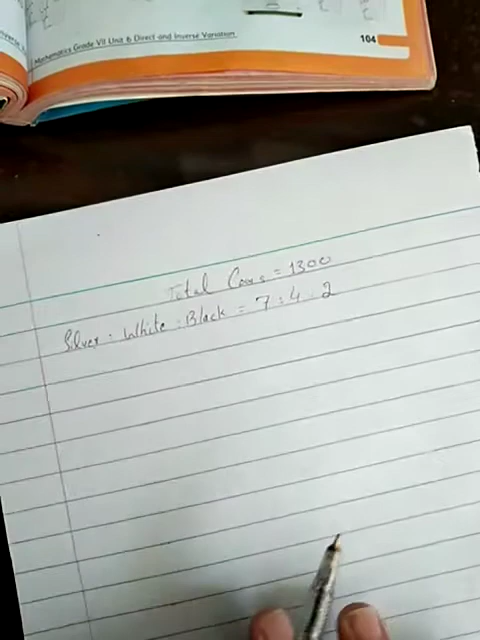 Mathematics Grade VII Unit 6 Direct and Inverse Variation
104
Total Cars = 1300
Silver : White : Black = 7 : 4 : 2